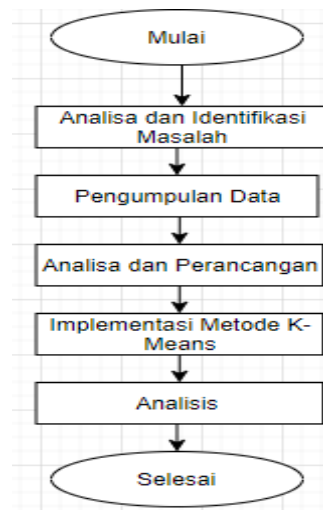 Mulai
Analisa dan Identifikasi
Masalah
Pengumpulan Data
Analisa dan Perancangan
Implementasi Metode K-
Means
Analisis
Selesai